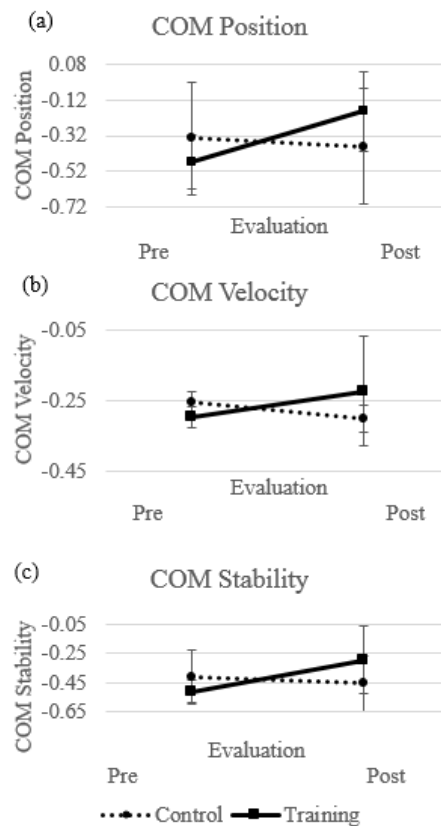 (a)
COM Position
COM Position
0.08
-0.12
-0.32
-0.52
-0.72
Evaluation
Pre
Post
(b)
COM Velocity
COM Velocity
-0.05
-0.25
-0.45
Evaluation
Pre
Post
(c)
COM Stability
COM Stability
-0.05
-0.25
-0.45
-0.65
Evaluation
Pre
Post
Control
Training